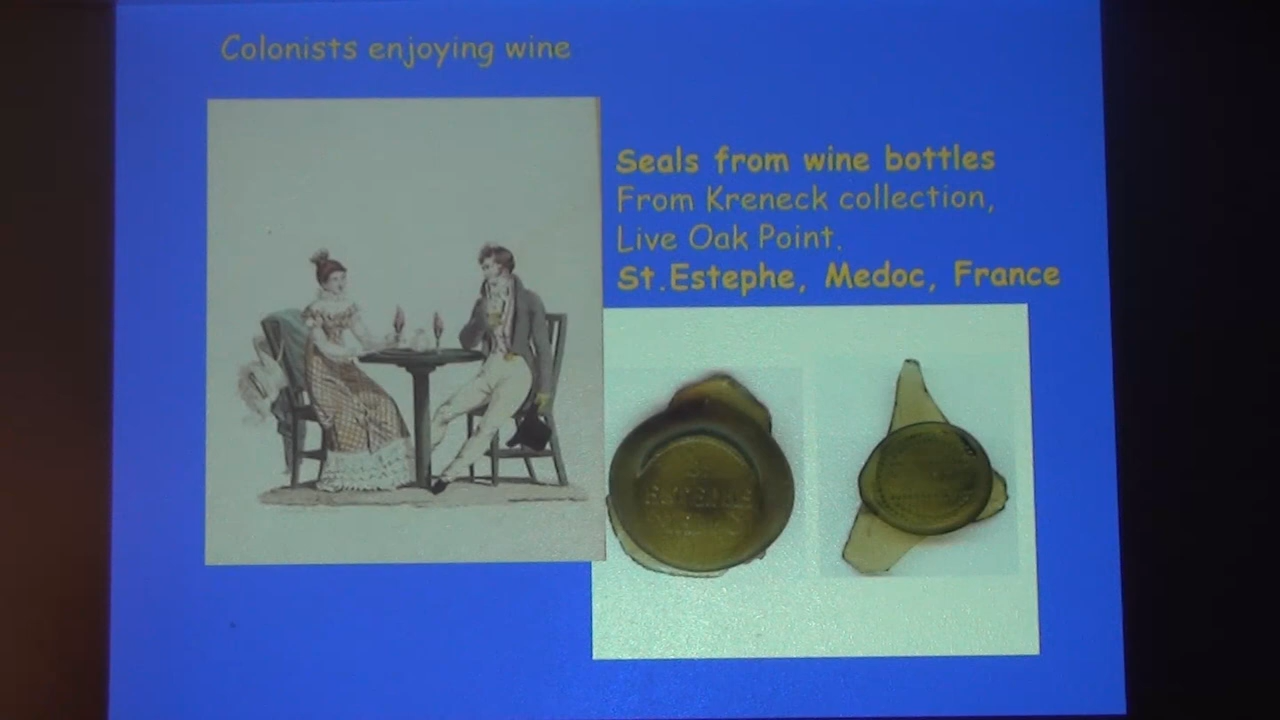 Colonists enjoying wine
Seals from wine bottles
From Kreneck collection,
Live Oak Point.
St.Estephe, Medoc, France